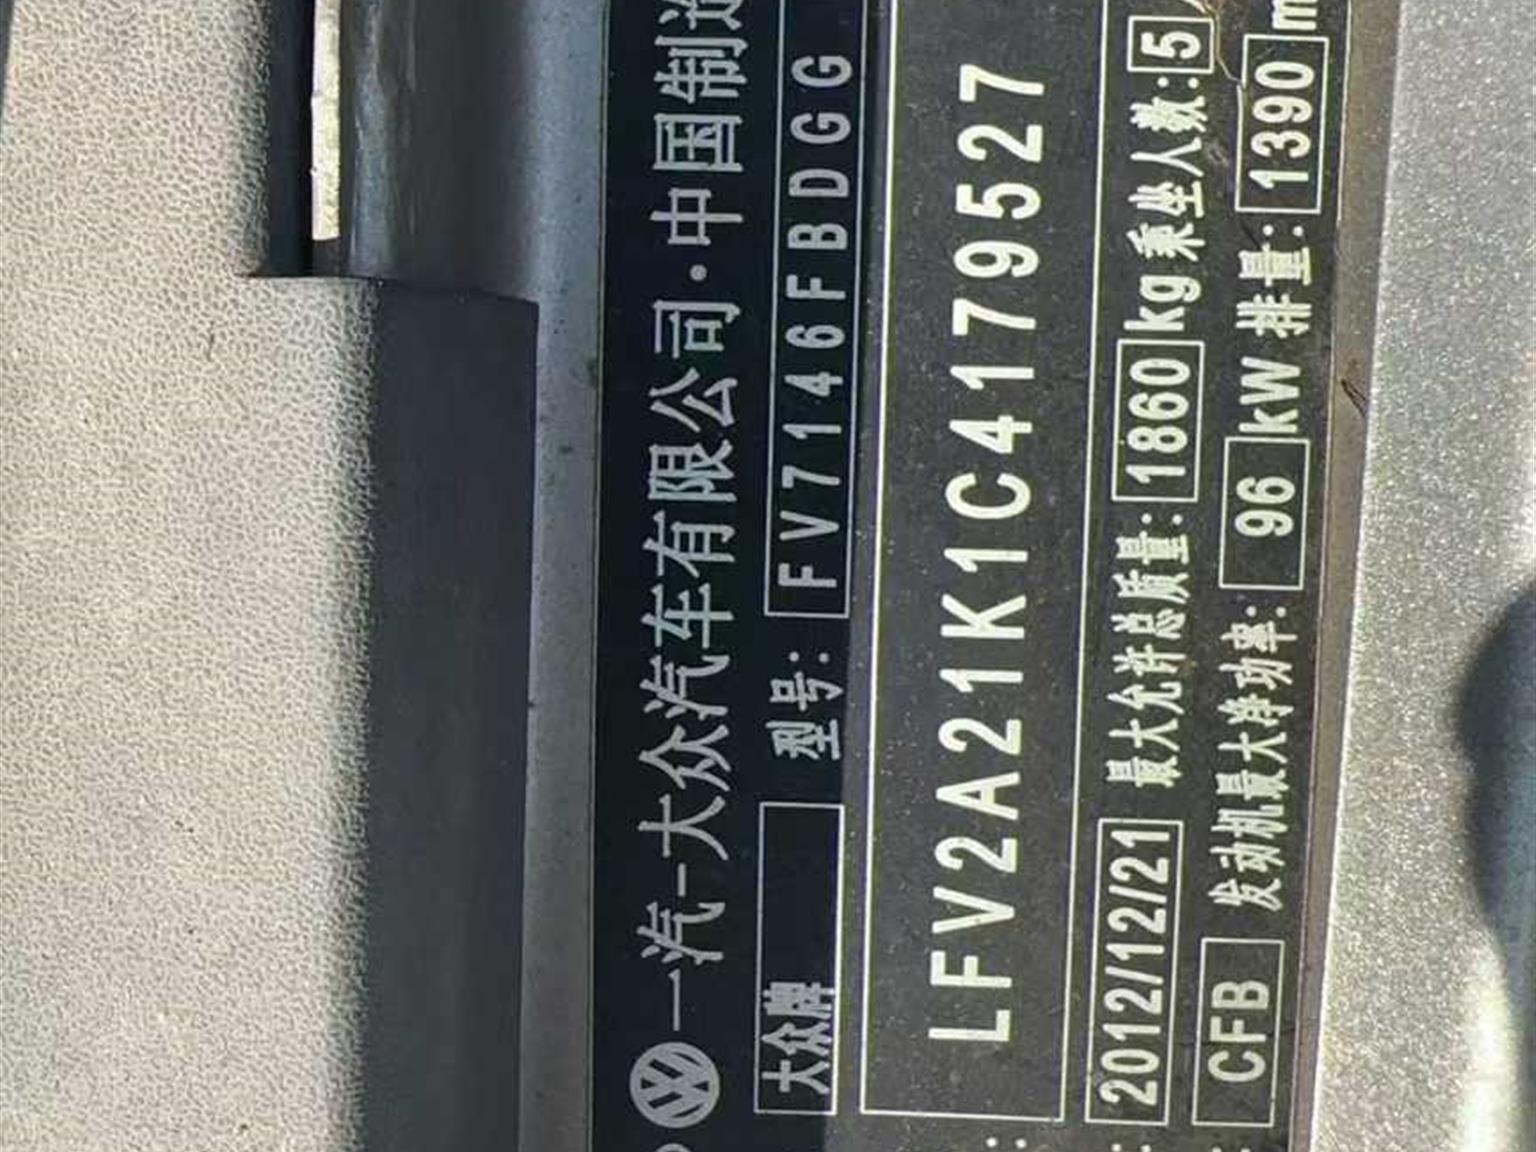 一汽-大众汽车有限公司·中国制造
大众牌 型号: FV7146FBDGG
LFV2A21K1C4179527
2012/12/21 最大允许总质量: 1860 kg 乘坐人数: 5
CFB 发动机最大净功率: 96 kW 排量: 1390 m